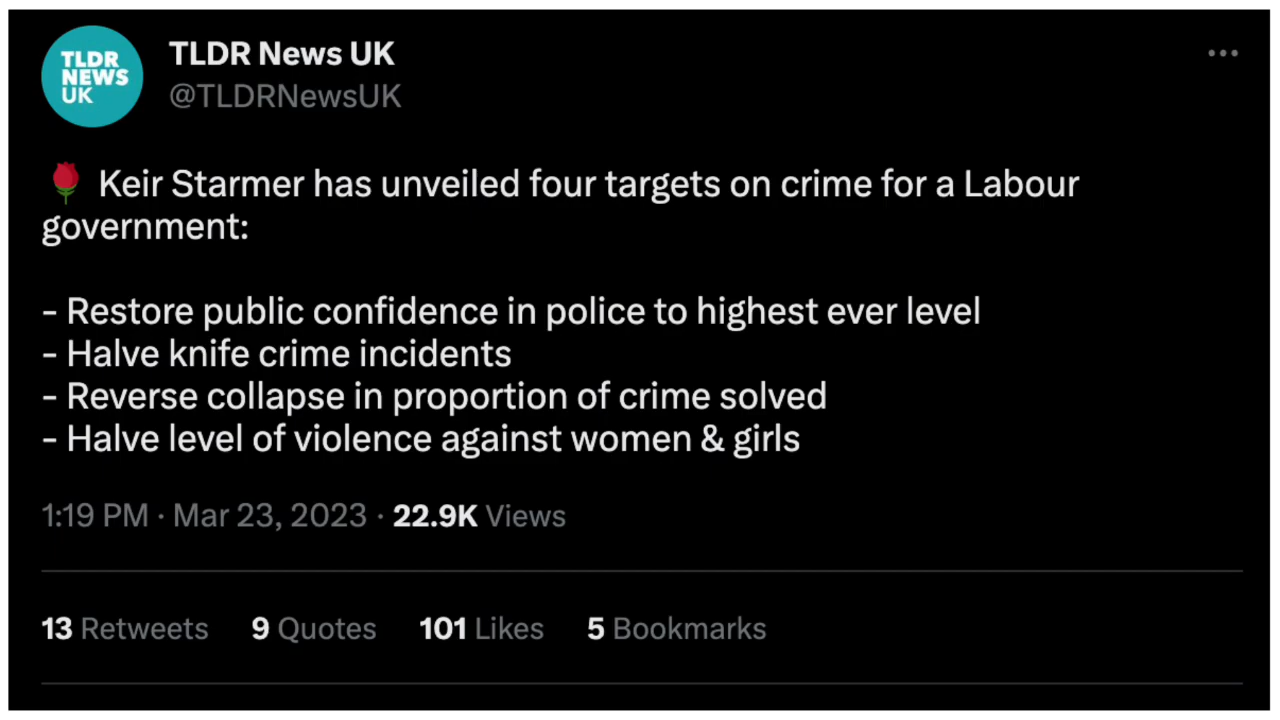 TLDR
NEWS
UK
TLDR News UK
@TLDRNewsUK
🌹 Keir Starmer has unveiled four targets on crime for a Labour
government:
- Restore public confidence in police to highest ever level
- Halve knife crime incidents
- Reverse collapse in proportion of crime solved
- Halve level of violence against women & girls
1:19 PM · Mar 23, 2023 · 22.9K Views
13 Retweets 9 Quotes 101 Likes 5 Bookmarks